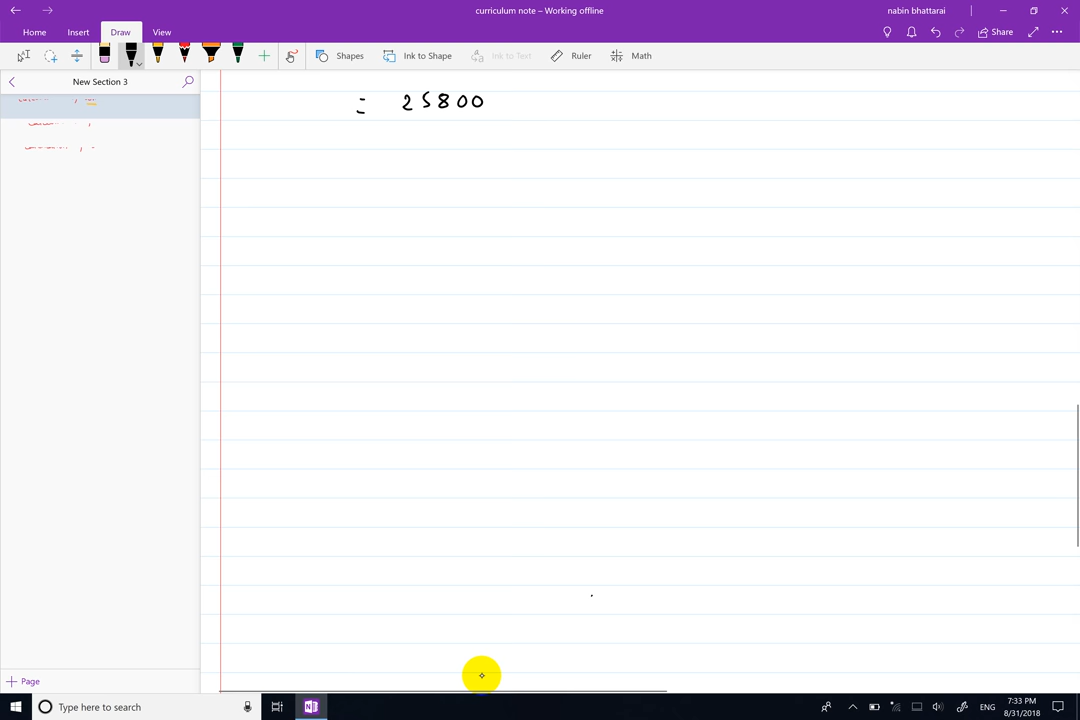 curriculum note – Working offline
nabin bhattarai
Home Insert Draw View
Share
Shapes Ink to Shape Ink to Text Ruler Math
New Section 3
= 25800
Page
Type here to search
ENG
7:33 PM
8/31/2018